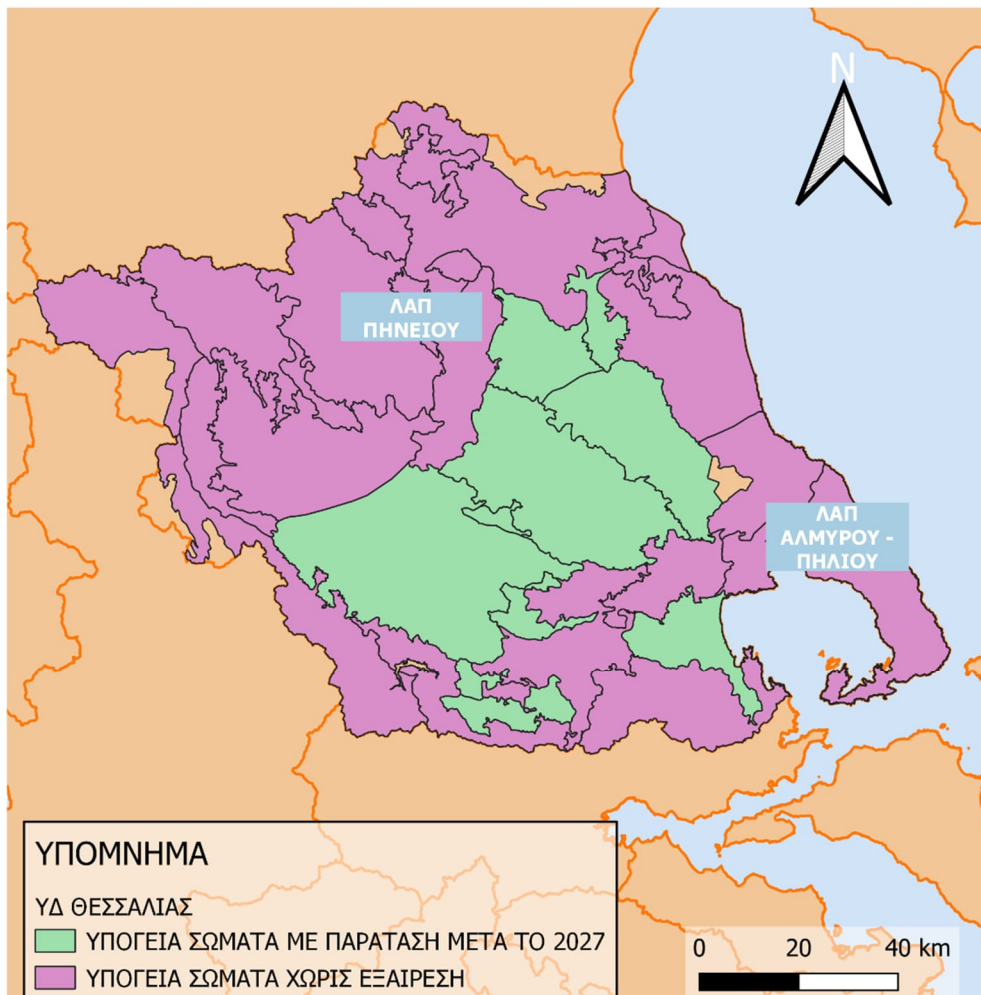 N
ΛΑΠ
ΠΗΝΕΙΟΥ
ΛΑΠ
ΑΛΜΥΡΟΥ -
ΠΗΛΙΟΥ
ΥΠΟΜΝΗΜΑ
ΥΔ ΘΕΣΣΑΛΙΑΣ
ΥΠΟΓΕΙΑ ΣΩΜΑΤΑ ΜΕ ΠΑΡΑΤΑΣΗ ΜΕΤΑ ΤΟ 2027
ΥΠΟΓΕΙΑ ΣΩΜΑΤΑ ΧΩΡΙΣ ΕΞΑΙΡΕΣΗ
0 20 40 km